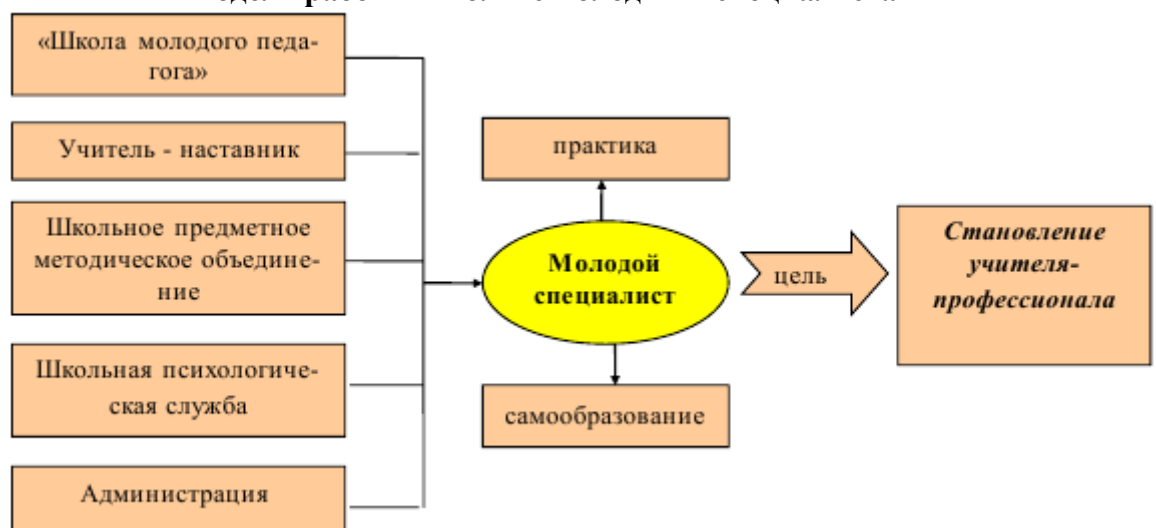 «Школа молодого педа-
гога»
Учитель - наставник
Школьное предметное
методическое объедине-
ние
Школьная психологиче-
ская служба
Администрация
практика
Молодой
специалист
самообразование
цель
Становление
учителя-
профессионала